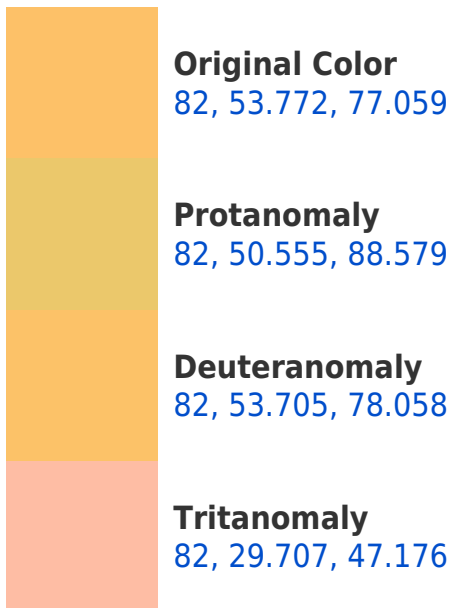 Original Color
82, 53.772, 77.059
Protanomaly
82, 50.555, 88.579
Deuteranomaly
82, 53.705, 78.058
Tritanomaly
82, 29.707, 47.176